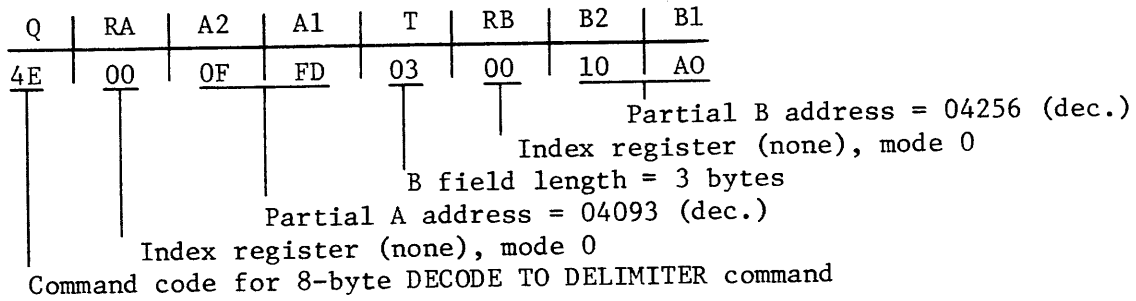 Q RA A2 A1 T RB B2 B1
4E 00 0F FD 03 00 10 A0
Partial B address = 04256 (dec.)
Index register (none), mode 0
B field length = 3 bytes
Partial A address = 04093 (dec.)
Index register (none), mode 0
Command code for 8-byte DECODE TO DELIMITER command